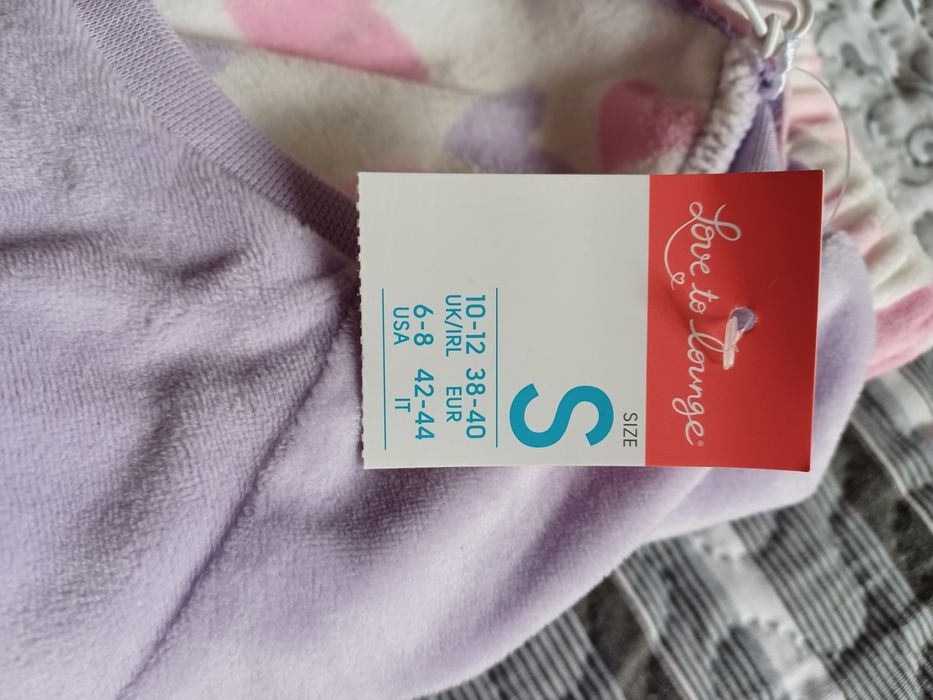 Love to Lounge®
SIZE
S
10-12 38-40
UK/IRL EUR
6-8 42-44
USA IT